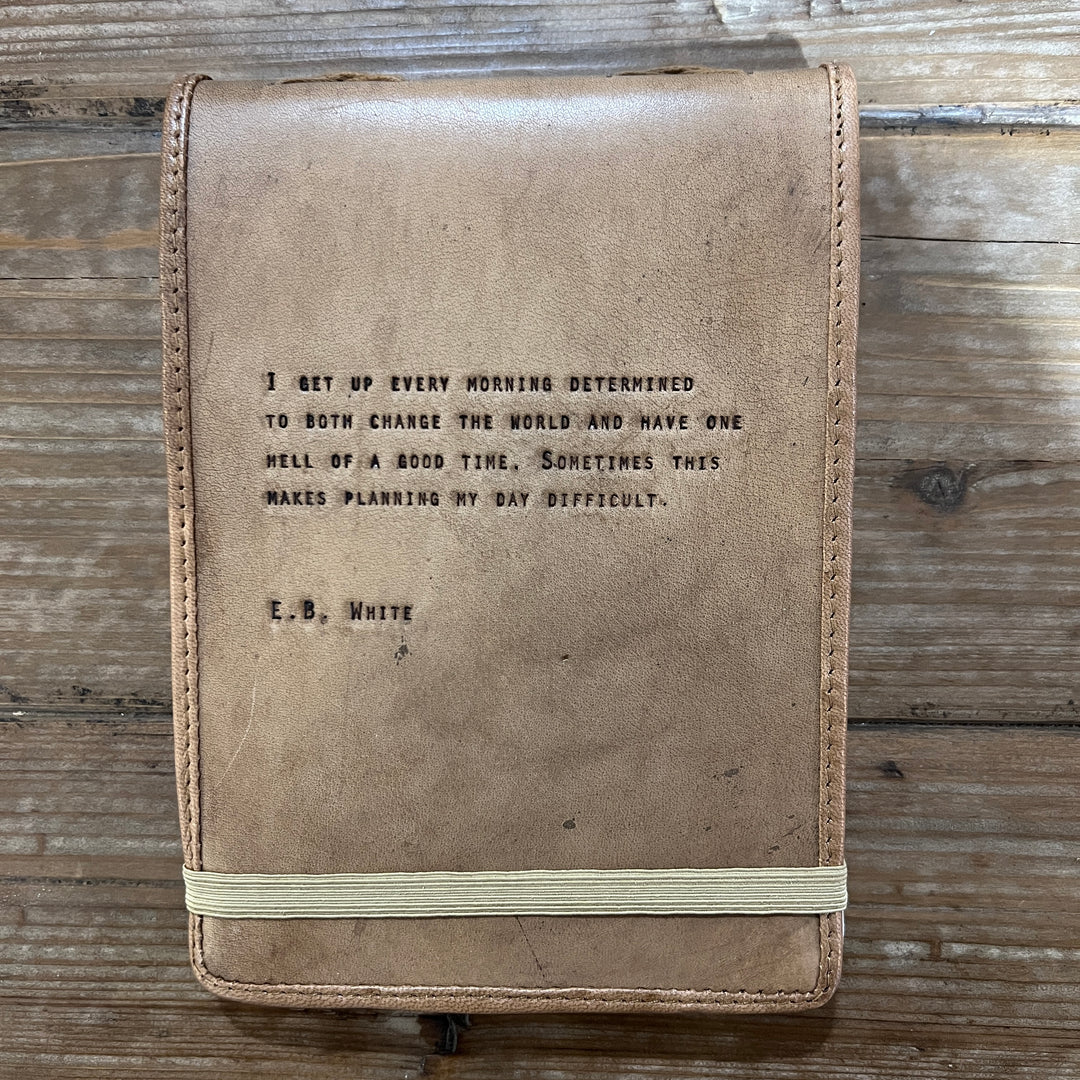 I GET UP EVERY MORNING DETERMINED
TO BOTH CHANGE THE WORLD AND HAVE ONE
HELL OF A GOOD TIME. SOMETIMES THIS
MAKES PLANNING MY DAY DIFFICULT.
E.B. WHITE